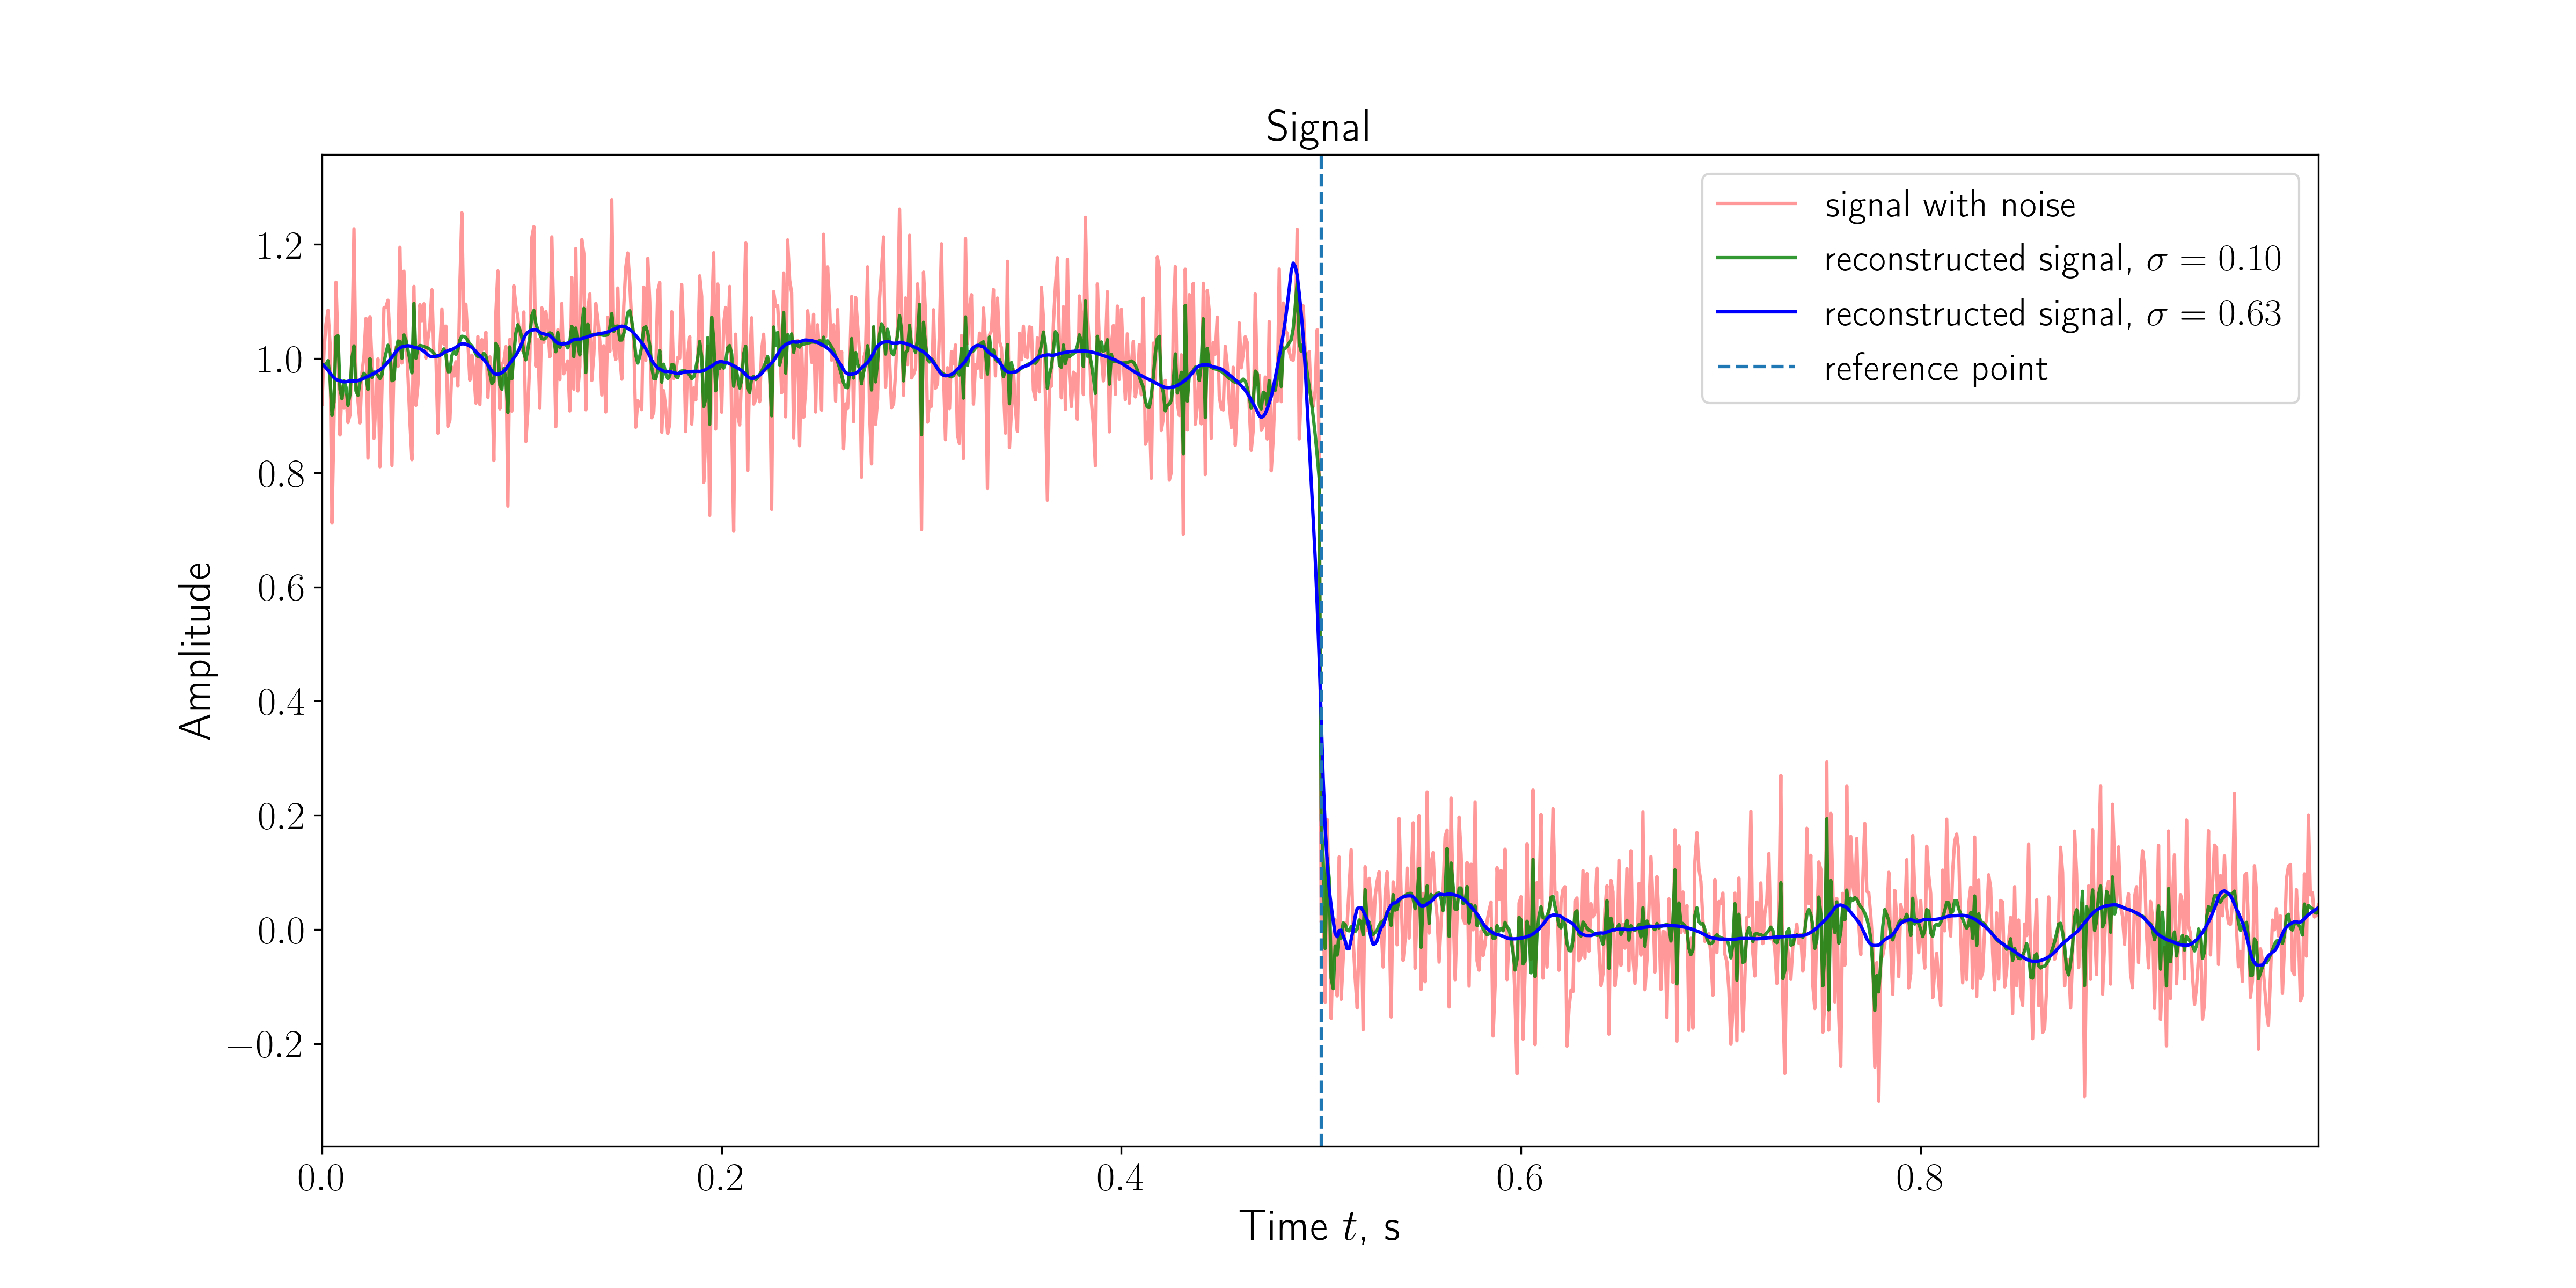 Signal
signal with noise
reconstructed signal, σ = 0.10
reconstructed signal, σ = 0.63
reference point
Amplitude
1.2
1.0
0.8
0.6
0.4
0.2
0.0
−0.2
0.0 0.2 0.4 0.6 0.8
Time t, s